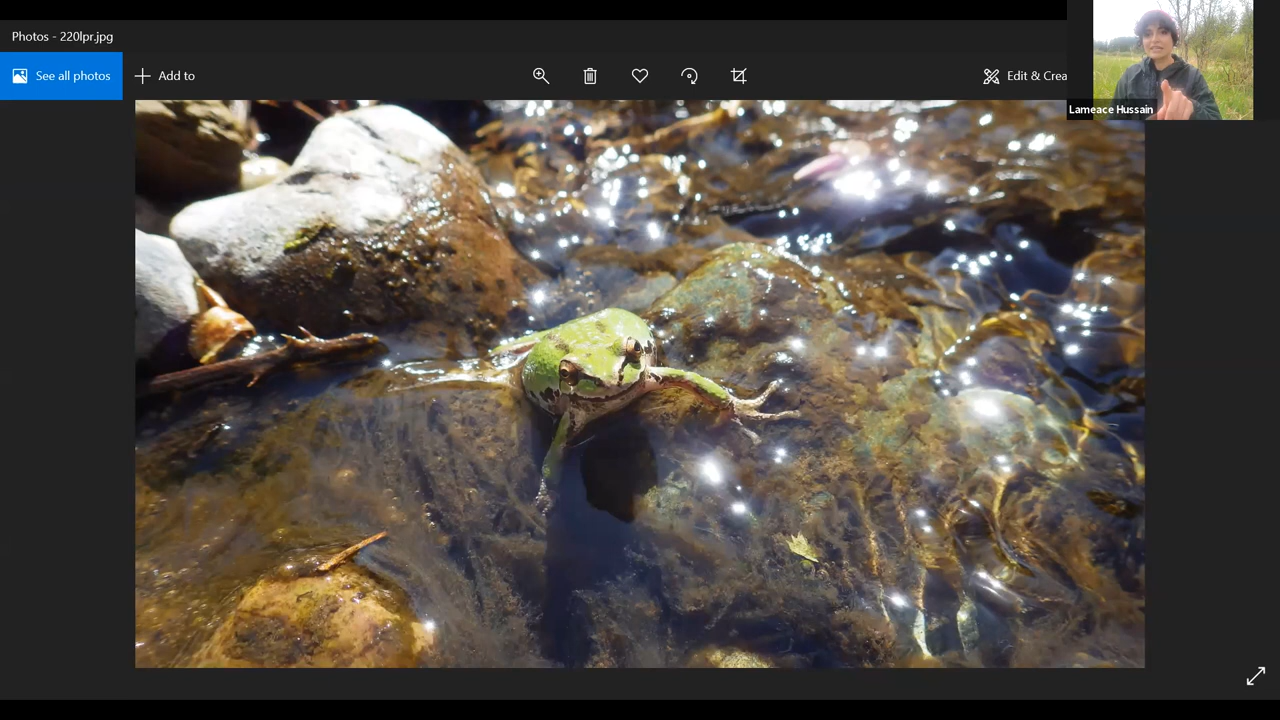 Photos - 220lpr.jpg
See all photos
Add to
Edit & Crea
Lameace Hussain